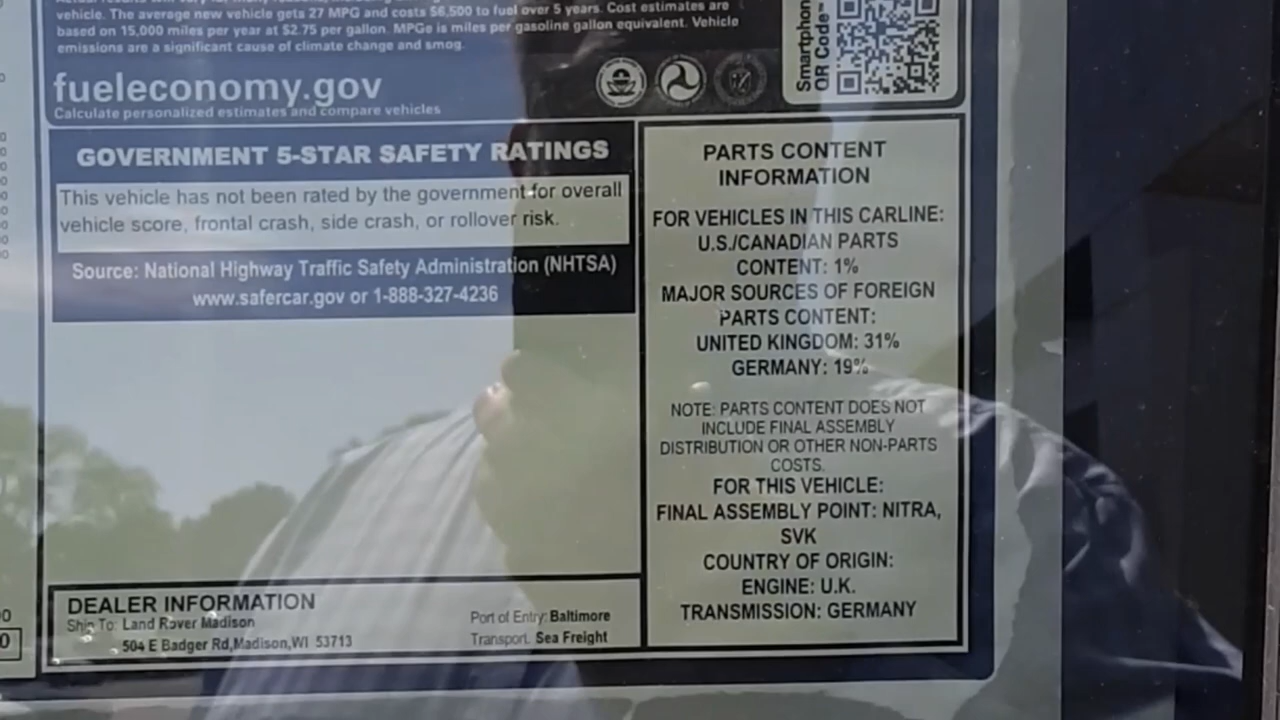 vehicle. The average new vehicle gets 27 MPG and costs $6,500 to fuel over 5 years. Cost estimates are
based on 15,000 miles per year at $2.75 per gallon. MPGe is miles per gasoline gallon equivalent. Vehicle
emissions are a significant cause of climate change and smog.
fueleconomy.gov
Calculate personalized estimates and compare vehicles
Smartphon
QR Code™
GOVERNMENT 5-STAR SAFETY RATINGS
This vehicle has not been rated by the government for overall
vehicle score, frontal crash, side crash, or rollover risk.
Source: National Highway Traffic Safety Administration (NHTSA)
www.safercar.gov or 1-888-327-4236
PARTS CONTENT
INFORMATION
FOR VEHICLES IN THIS CARLINE:
U.S./CANADIAN PARTS
CONTENT: 1%
MAJOR SOURCES OF FOREIGN
PARTS CONTENT:
UNITED KINGDOM: 31%
GERMANY: 19%
NOTE: PARTS CONTENT DOES NOT
INCLUDE FINAL ASSEMBLY
DISTRIBUTION OR OTHER NON-PARTS
COSTS.
FOR THIS VEHICLE:
FINAL ASSEMBLY POINT: NITRA,
SVK
COUNTRY OF ORIGIN:
ENGINE: U.K.
TRANSMISSION: GERMANY
DEALER INFORMATION
Ship To: Land Rover Madison
504 E Badger Rd,Madison,WI 53713
Port of Entry: Baltimore
Transport. Sea Freight